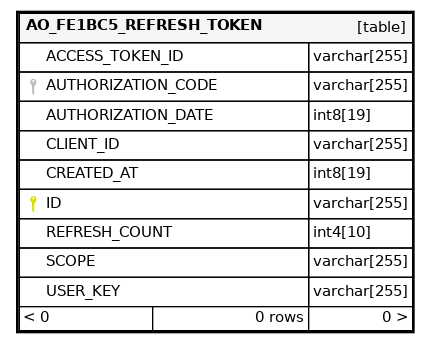 AO_FE1BC5_REFRESH_TOKEN [table]
ACCESS_TOKEN_ID varchar[255]
AUTHORIZATION_CODE varchar[255]
AUTHORIZATION_DATE int8[19]
CLIENT_ID varchar[255]
CREATED_AT int8[19]
ID varchar[255]
REFRESH_COUNT int4[10]
SCOPE varchar[255]
USER_KEY varchar[255]
< 0 0 rows 0 >